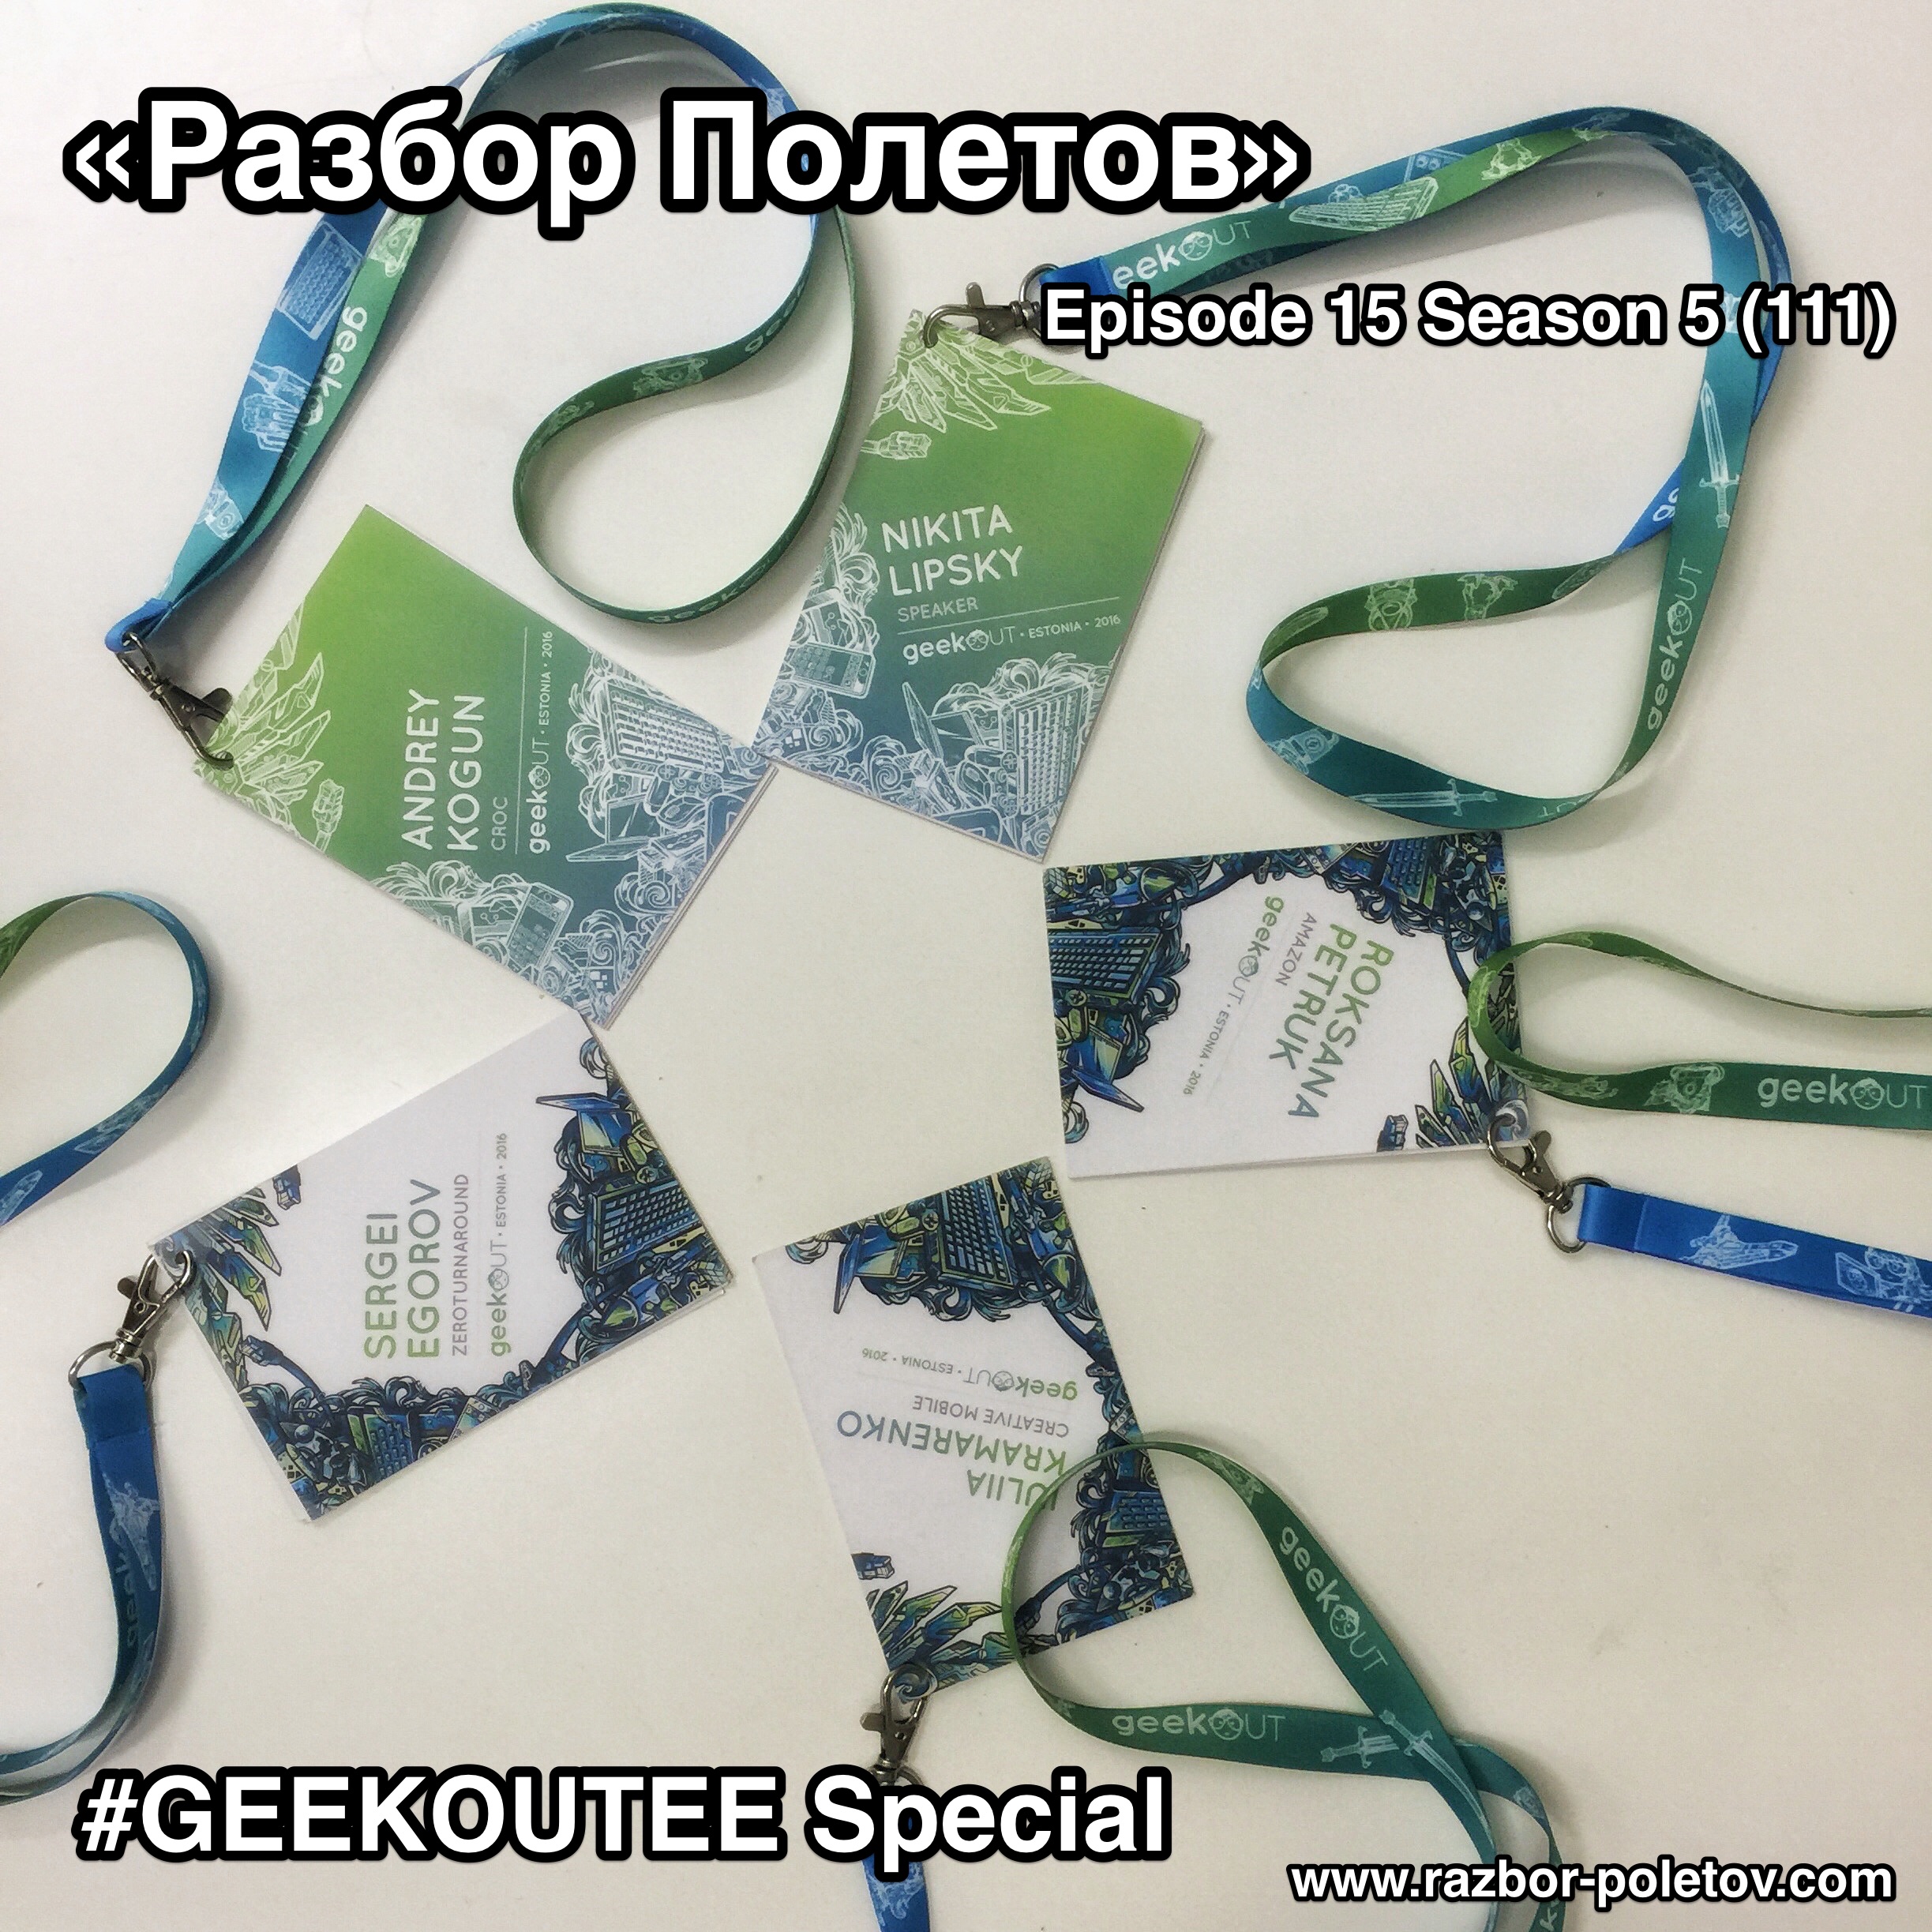 «Разбор Полетов»
Episode 15 Season 5 (111)
NIKITA
LIPSKY
SPEAKER
geekOUT · ESTONIA · 2016
ANDREY
KOGUN
CROC
geekOUT · ESTONIA · 2016
ROKSANA
PETRUK
AMAZON
geekOUT · ESTONIA · 2016
SERGEI
EGOROV
ZEROTURNAROUND
geekOUT · ESTONIA · 2016
IULIIA
KRAMARENKO
CREATIVE MOBILE
geekOUT · ESTONIA · 2016
geekOUT
geekOUT
geekOUT
geekOUT
#GEEKOUTEE Special
www.razbor-poletov.com